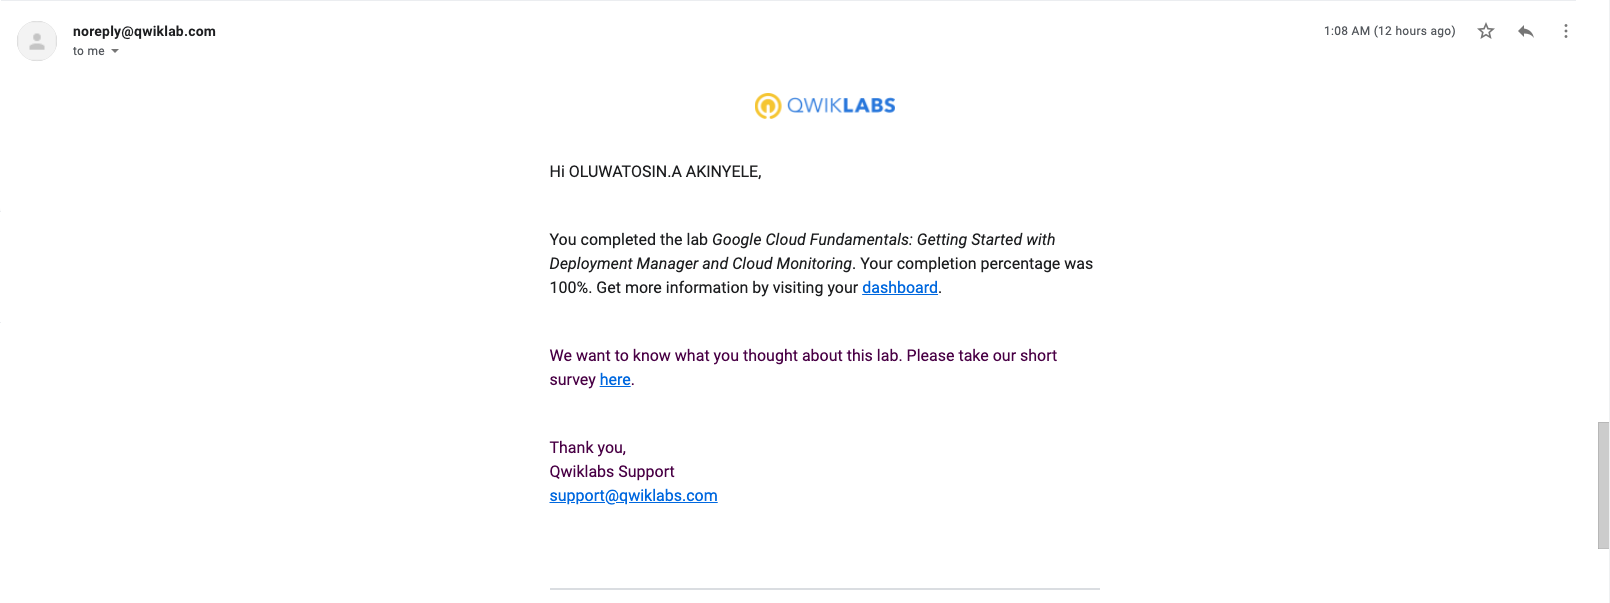 noreply@qwiklab.com
1:08 AM (12 hours ago)
to me
QWIKLABS
Hi OLUWATOSIN.A AKINYELE,
You completed the lab Google Cloud Fundamentals: Getting Started with
Deployment Manager and Cloud Monitoring. Your completion percentage was
100%. Get more information by visiting your dashboard.
We want to know what you thought about this lab. Please take our short
survey here.
Thank you,
Qwiklabs Support
support@qwiklabs.com